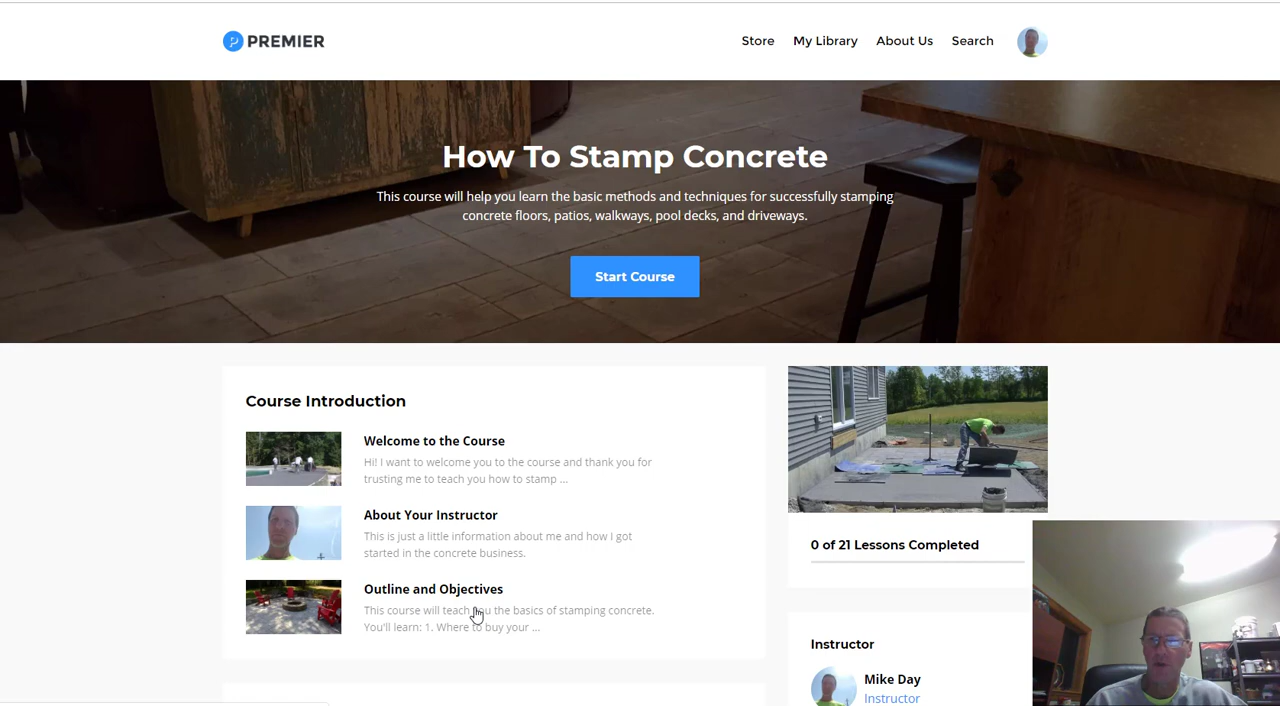 PREMIER
Store My Library About Us Search
How To Stamp Concrete
This course will help you learn the basic methods and techniques for successfully stamping
concrete floors, patios, walkways, pool decks, and driveways.
Start Course
Course Introduction
Welcome to the Course
Hi! I want to welcome you to the course and thank you for
trusting me to teach you how to stamp ...
About Your Instructor
This is just a little information about me and how I got
started in the concrete business.
Outline and Objectives
This course will teach you the basics of stamping concrete.
You'll learn: 1. Where to buy your ...
0 of 21 Lessons Completed
Instructor
Mike Day
Instructor